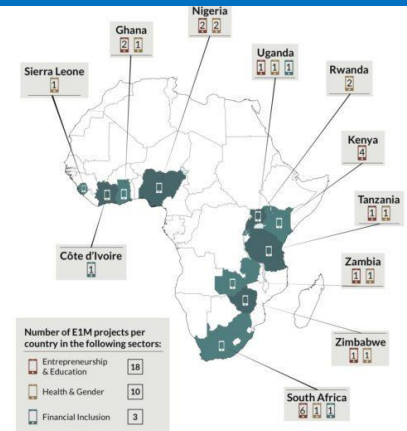 Nigeria
2 2
Ghana
2 1
Uganda
1 1 1
Sierra Leone
1
Rwanda
2
Kenya
4
Tanzania
1 1
Côte d'Ivoire
1
Zambia
1 1
Zimbabwe
1 1
South Africa
6 1 1
Number of E1M projects per
country in the following sectors:
Entrepreneurship
& Education 18
Health & Gender 10
Financial Inclusion 3